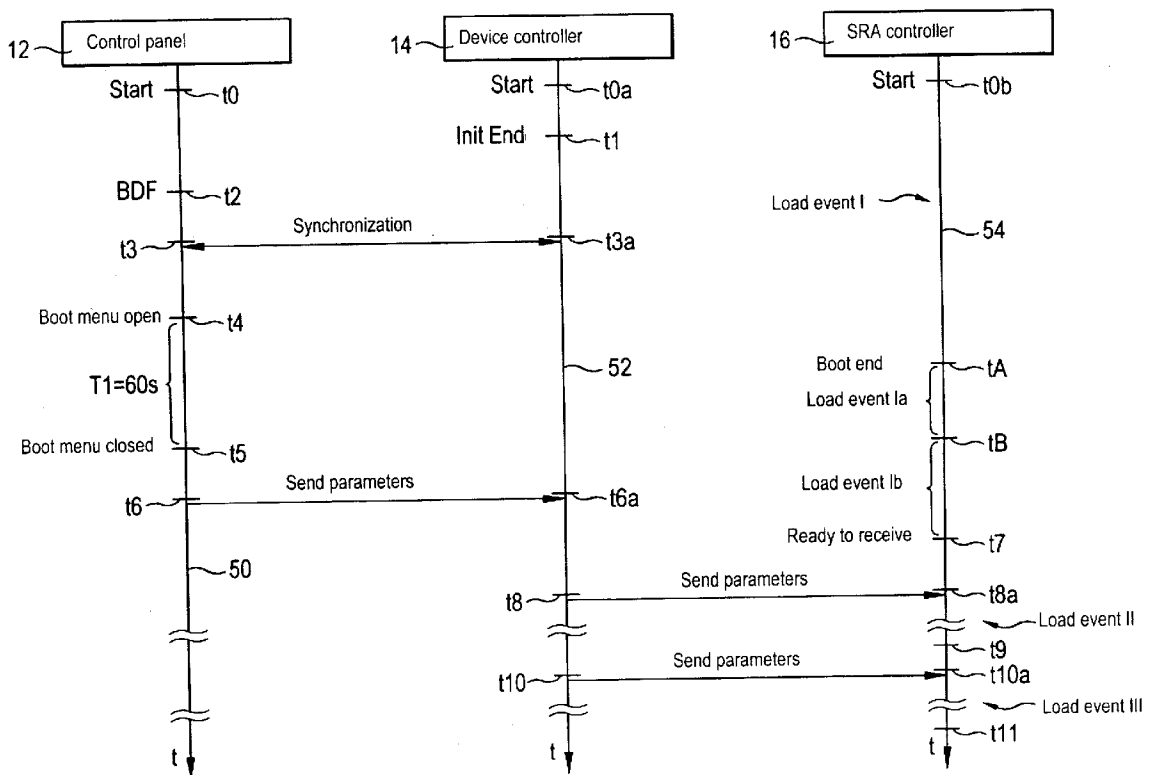 12 Control panel 14 Device controller 16 SRA controller
Start t0 Start t0a Start t0b
Init End t1
BDF t2
Load event I
54
t3 Synchronization t3a
Boot menu open t4
T1=60s
52
Boot end tA
Load event Ia
Boot menu closed t5
tB
t6 Send parameters t6a
Load event Ib
Ready to receive t7
50
t8 Send parameters t8a
Load event II
t9
t10 Send parameters t10a
Load event III
t11
t t t